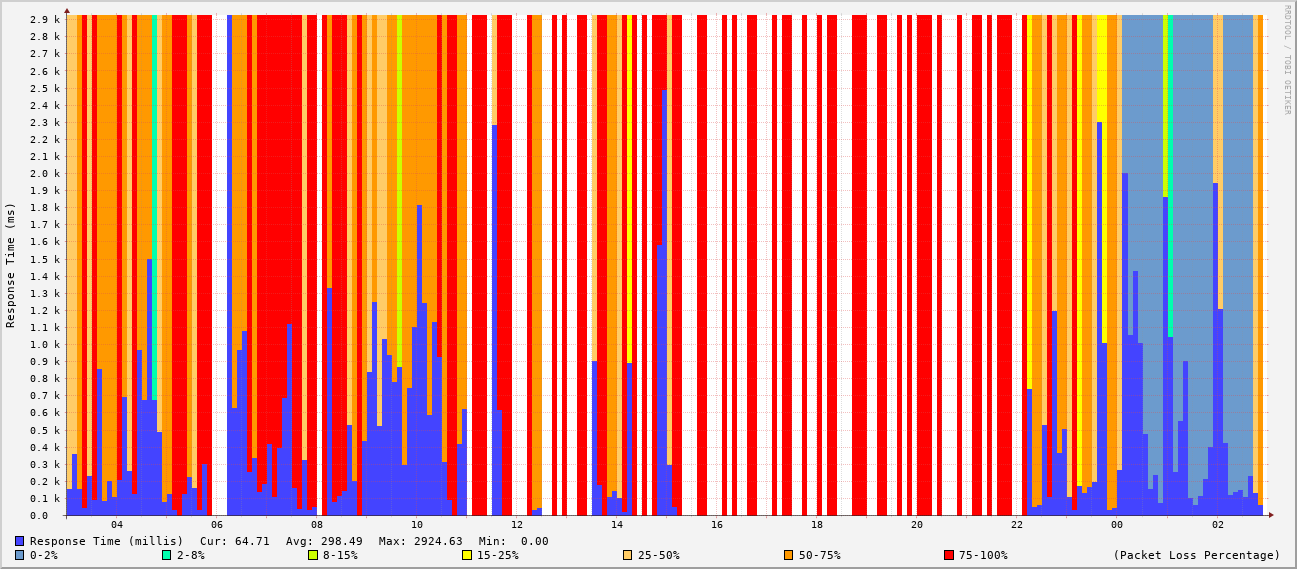 RRDTOOL / TOBI OETIKER
Response Time (ms)
2.9 k
2.8 k
2.7 k
2.6 k
2.5 k
2.4 k
2.3 k
2.2 k
2.1 k
2.0 k
1.9 k
1.8 k
1.7 k
1.6 k
1.5 k
1.4 k
1.3 k
1.2 k
1.1 k
1.0 k
0.9 k
0.8 k
0.7 k
0.6 k
0.5 k
0.4 k
0.3 k
0.2 k
0.1 k
0.0
04 06 08 10 12 14 16 18 20 22 00 02
Response Time (millis) Cur: 64.71 Avg: 298.49 Max: 2924.63 Min: 0.00
0-2% 2-8% 8-15% 15-25% 25-50% 50-75% 75-100% (Packet Loss Percentage)